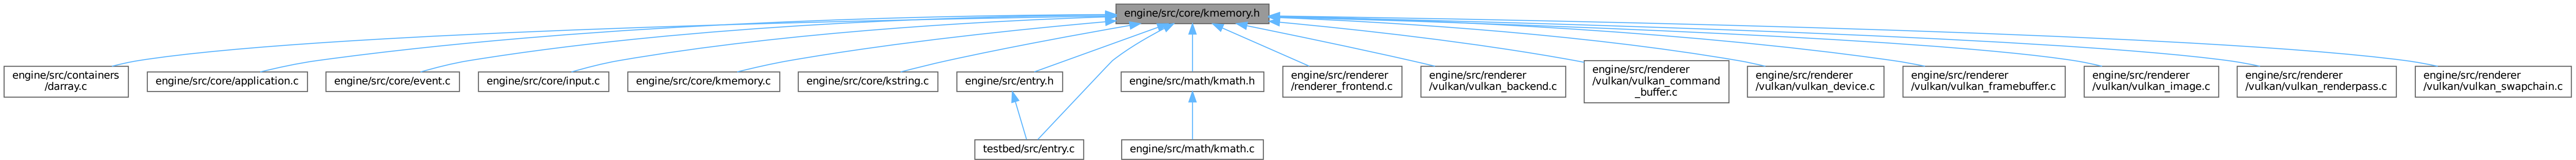 engine/src/core/kmemory.h
engine/src/containers
/darray.c
engine/src/core/application.c
engine/src/core/event.c
engine/src/core/input.c
engine/src/core/kmemory.c
engine/src/core/kstring.c
engine/src/entry.h
engine/src/math/kmath.h
engine/src/renderer
/renderer_frontend.c
engine/src/renderer
/vulkan/vulkan_backend.c
engine/src/renderer
/vulkan/vulkan_command
_buffer.c
engine/src/renderer
/vulkan/vulkan_device.c
engine/src/renderer
/vulkan/vulkan_framebuffer.c
engine/src/renderer
/vulkan/vulkan_image.c
engine/src/renderer
/vulkan/vulkan_renderpass.c
engine/src/renderer
/vulkan/vulkan_swapchain.c
testbed/src/entry.c
engine/src/math/kmath.c